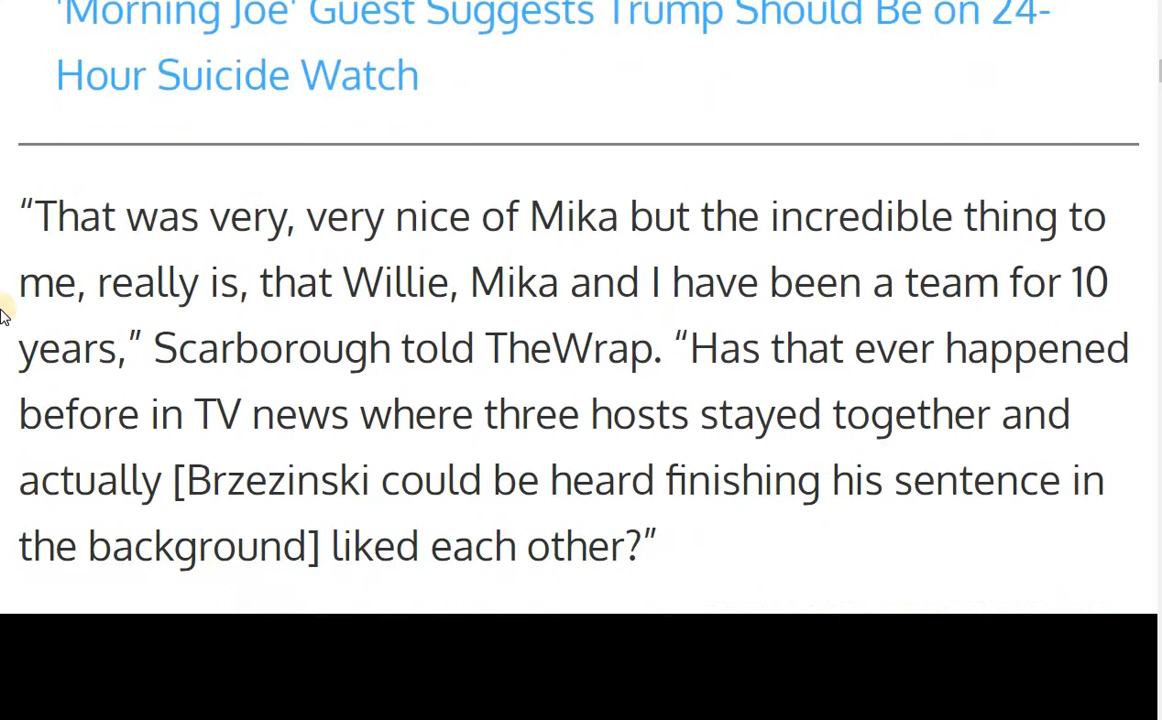 'Morning Joe' Guest Suggests Trump Should Be on 24-
Hour Suicide Watch
“That was very, very nice of Mika but the incredible thing to
me, really is, that Willie, Mika and I have been a team for 10
years,” Scarborough told TheWrap. “Has that ever happened
before in TV news where three hosts stayed together and
actually [Brzezinski could be heard finishing his sentence in
the background] liked each other?”